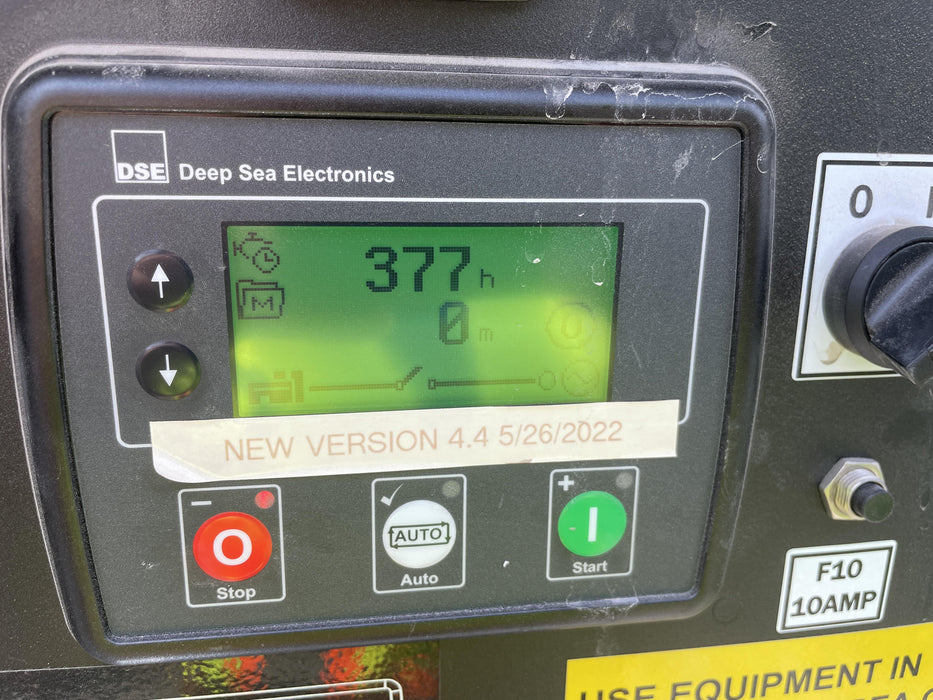 DSE Deep Sea Electronics
377 h
M
0 m
NEW VERSION 4.4 5/26/2022
O
Stop
AUTO
Auto
I
Start
0
F10
10AMP
USE EQUIPMENT IN